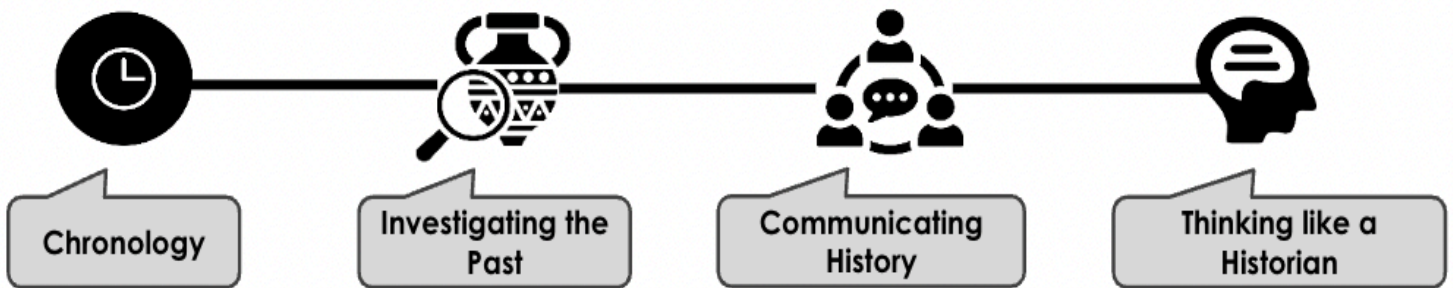 Chronology
Investigating the
Past
Communicating
History
Thinking like a
Historian